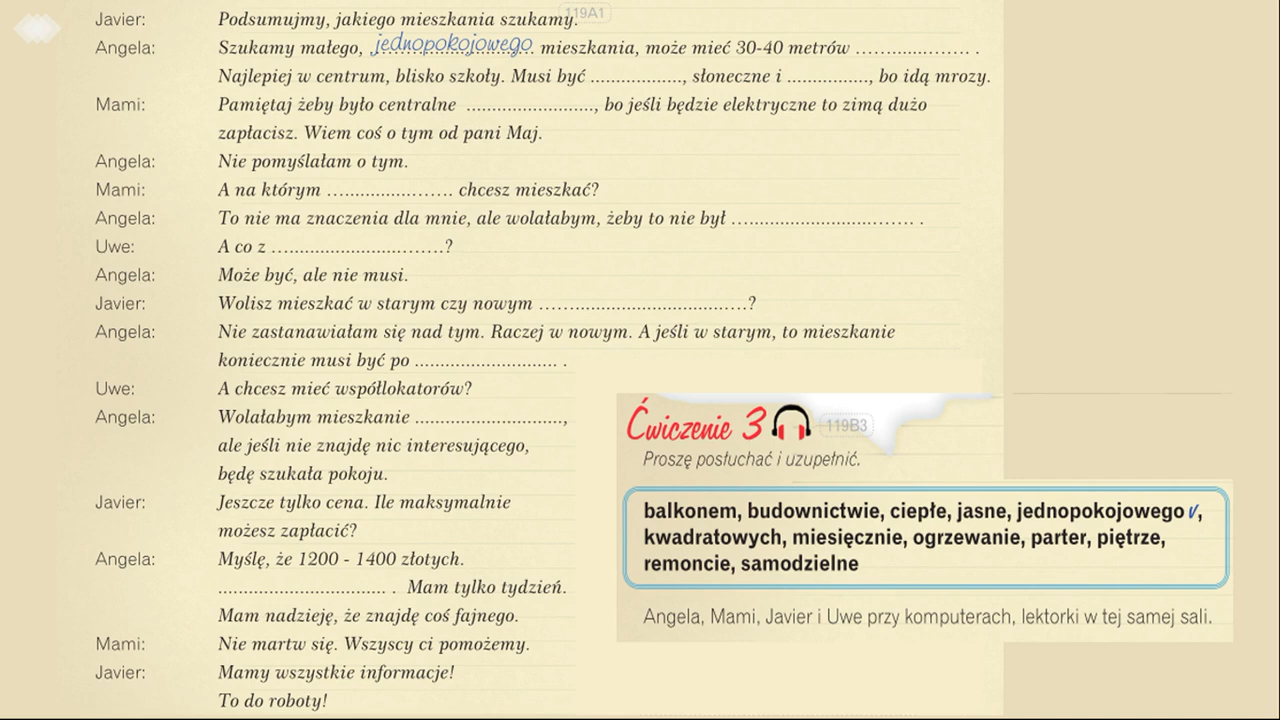 119A1
Javier: Podsumujmy, jakiego mieszkania szukamy.
Angela: Szukamy małego, jednopokojowego mieszkania, może mieć 30-40 metrów ........................ .
Najlepiej w centrum, blisko szkoły. Musi być .................., słoneczne i ................, bo idą mrozy.
Mami: Pamiętaj żeby było centralne ........................, bo jeśli będzie elektryczne to zimą dużo
zapłacisz. Wiem coś o tym od pani Maj.
Angela: Nie pomyślałam o tym.
Mami: A na którym ........................ chcesz mieszkać?
Angela: To nie ma znaczenia dla mnie, ale wolałabym, żeby to nie był .................................. .
Uwe: A co z ................................?
Angela: Może być, ale nie musi.
Javier: Wolisz mieszkać w starym czy nowym ........................................?
Angela: Nie zastanawiałam się nad tym. Raczej w nowym. A jeśli w starym, to mieszkanie
koniecznie musi być po ........................... .
Uwe: A chcesz mieć współlokatorów?
Angela: Wolałabym mieszkanie .............................,
ale jeśli nie znajdę nic interesującego,
będę szukała pokoju.
Javier: Jeszcze tylko cena. Ile maksymalnie
możesz zapłacić?
Angela: Myślę, że 1200 - 1400 złotych.
................................ . Mam tylko tydzień.
Mam nadzieję, że znajdę coś fajnego.
Mami: Nie martw się. Wszyscy ci pomożemy.
Javier: Mamy wszystkie informacje!
To do roboty!
Ćwiczenie 3 119B3
Proszę posłuchać i uzupełnić.
balkonem, budownictwie, ciepłe, jasne, jednopokojowego v,
kwadratowych, miesięcznie, ogrzewanie, parter, piętrze,
remoncie, samodzielne
Angela, Mami, Javier i Uwe przy komputerach, lektorki w tej samej sali.